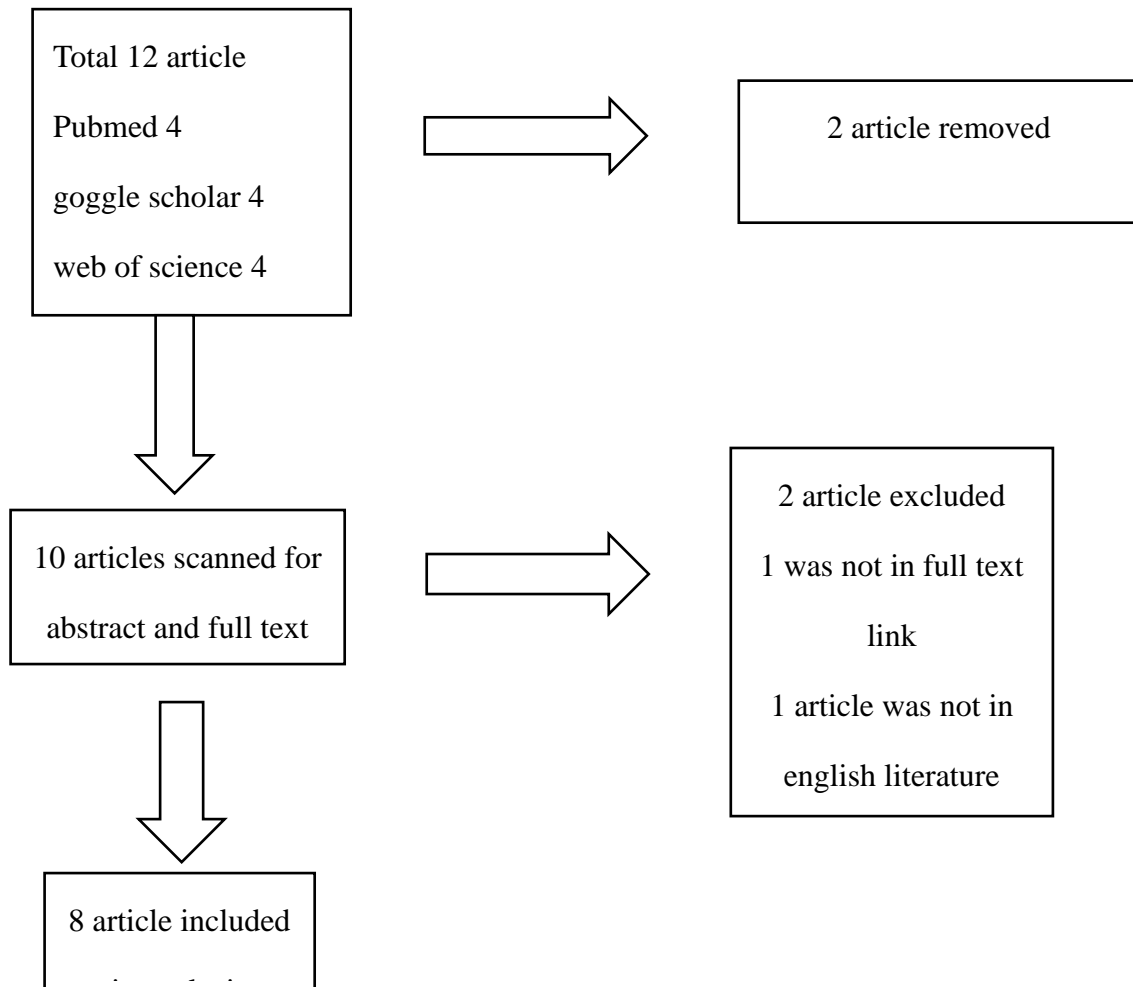 Total 12 article
Pubmed 4
goggle scholar 4
web of science 4
2 article removed
10 articles scanned for
abstract and full text
2 article excluded
1 was not in full text
link
1 article was not in
english literature
8 article included